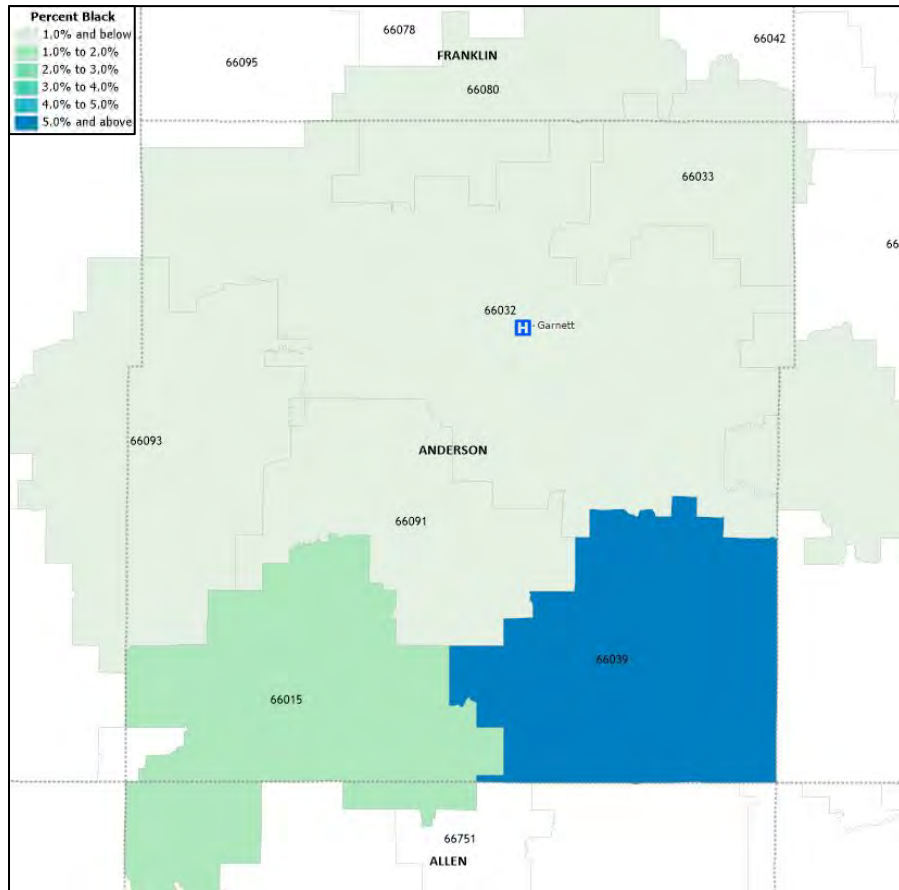 Percent Black
1.0% and below
1.0% to 2.0%
2.0% to 3.0%
3.0% to 4.0%
4.0% to 5.0%
5.0% and above
66078
66042
FRANKLIN
66095
66080
66033
66
66032
H - Garnett
66093
ANDERSON
66091
66039
66015
66751
ALLEN